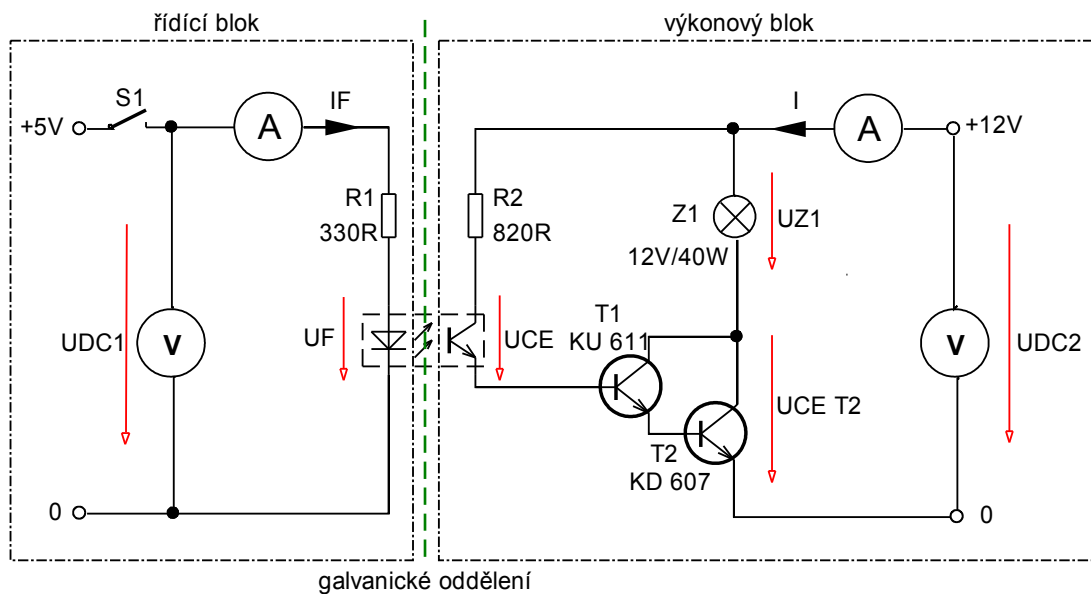 řídící blok
výkonový blok
S1
IF
I
+5V
A
A
+12V
R1
330R
R2
820R
Z1
12V/40W
UZ1
UDC1
V
UF
UCE
T1
KU 611
V
UDC2
UCE T2
T2
KD 607
0
0
galvanické oddělení